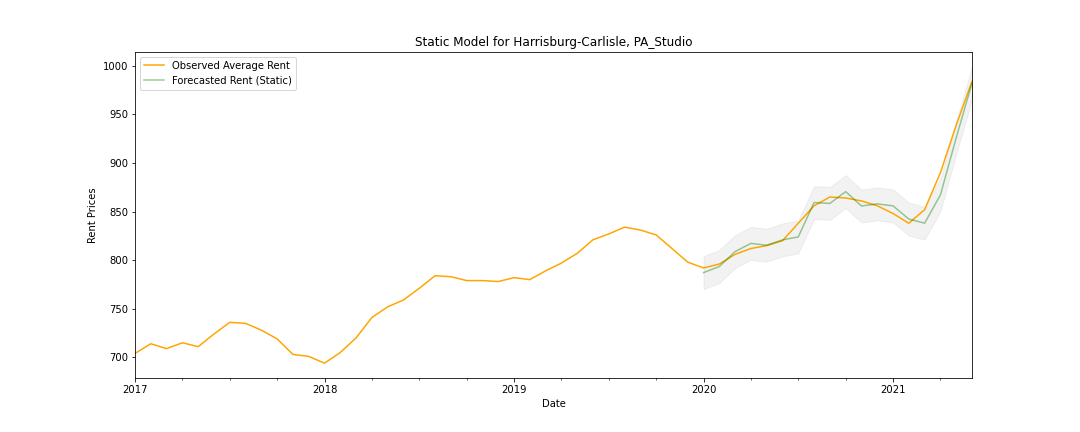 Static Model for Harrisburg-Carlisle, PA_Studio
Observed Average Rent
Forecasted Rent (Static)
Rent Prices
1000
950
900
850
800
750
700
2017
2018
2019
2020
2021
Date